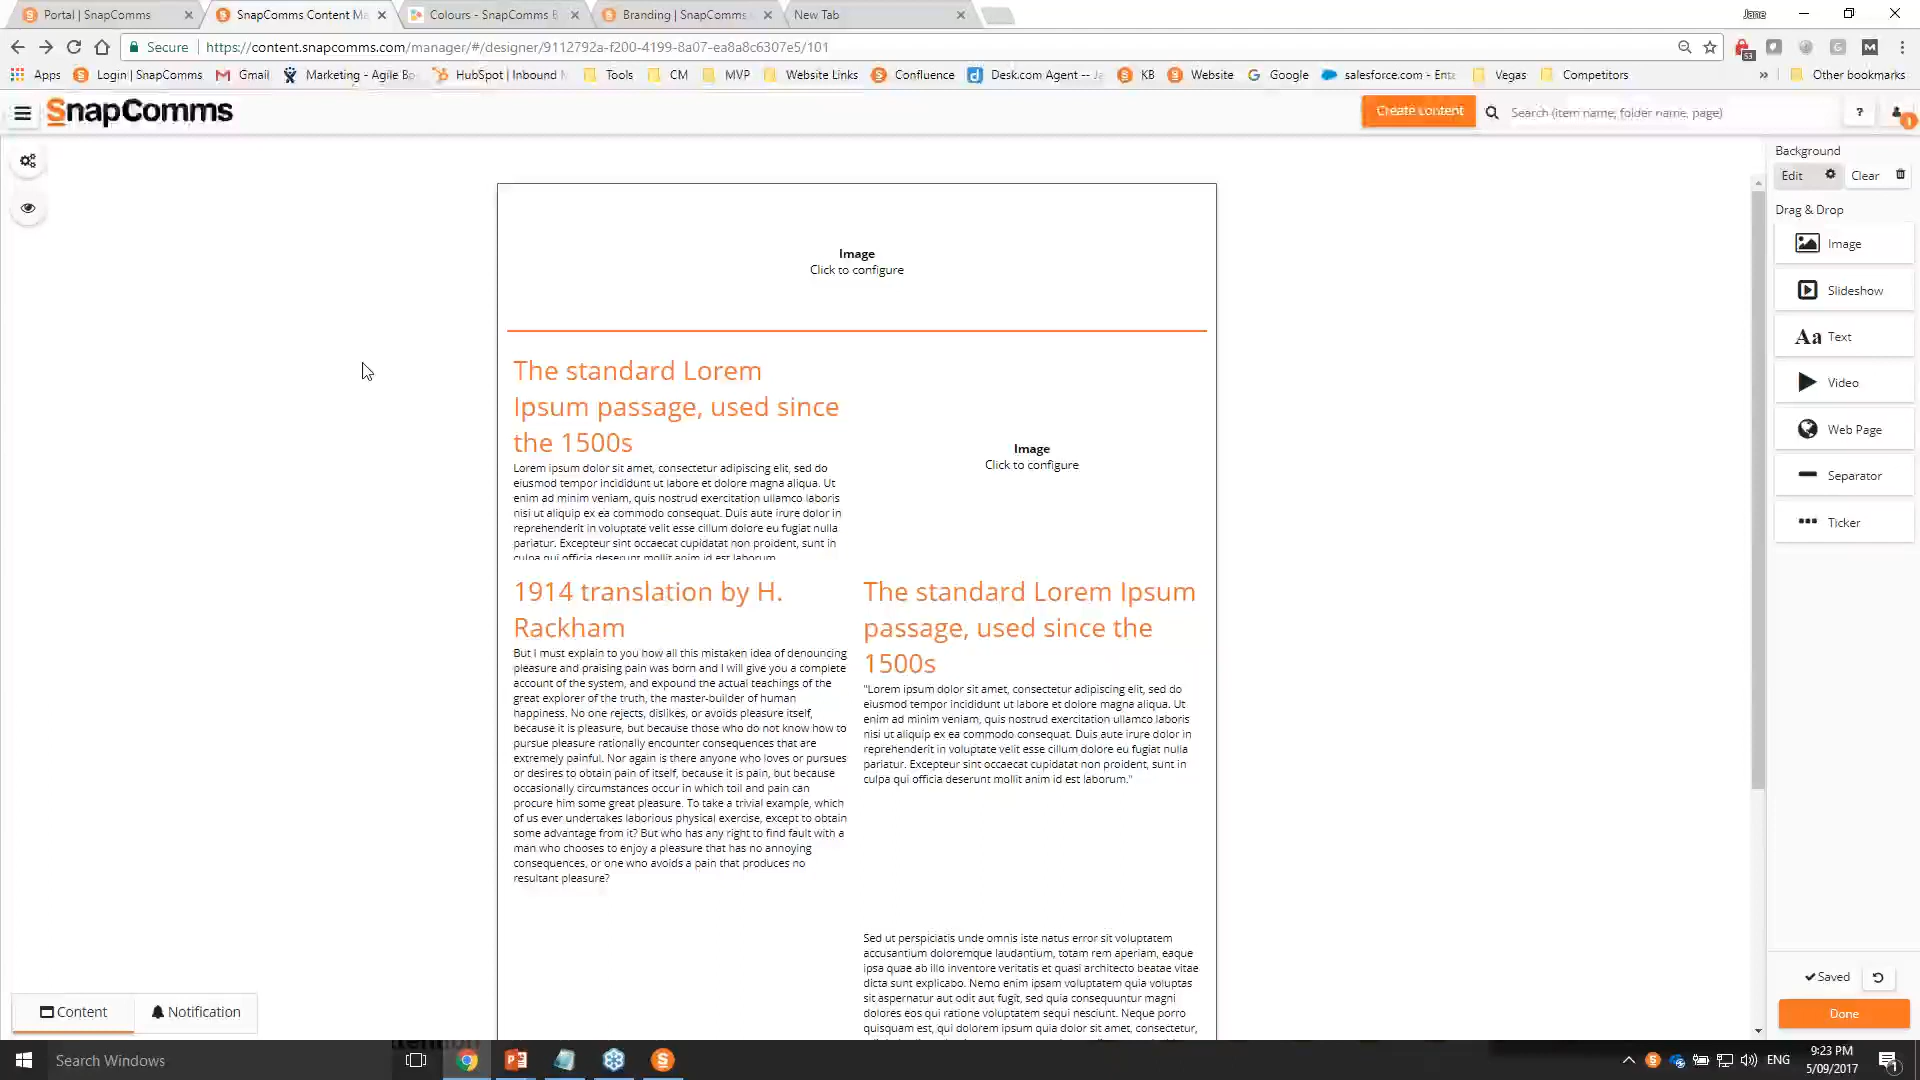 Portal | SnapComms
SnapComms Content Ma
Colours - SnapComms B
Branding | SnapComms
New Tab
Jane
Secure
https://content.snapcomms.com/manager/#/designer/9112792a-f200-4199-8a07-ea8a8c6307e5/101
53
Apps
Login | SnapComms
Gmail
Marketing - Agile Bo
HubSpot | Inbound M
Tools
CM
MVP
Website Links
Confluence
Desk.com Agent -- Ja
KB
Website
Google
salesforce.com - Ente
Vegas
Competitors
»
Other bookmarks
SnapComms
Create content
Search (item name, folder name, page)
?
1
Background
Edit
Clear
Drag & Drop
Image
Slideshow
Aa Text
Video
Web Page
Separator
Ticker
Image
Click to configure
The standard Lorem
Ipsum passage, used since
the 1500s
Lorem ipsum dolor sit amet, consectetur adipiscing elit, sed do
eiusmod tempor incididunt ut labore et dolore magna aliqua. Ut
enim ad minim veniam, quis nostrud exercitation ullamco laboris
nisi ut aliquip ex ea commodo consequat. Duis aute irure dolor in
reprehenderit in voluptate velit esse cillum dolore eu fugiat nulla
pariatur. Excepteur sint occaecat cupidatat non proident, sunt in
culpa qui officia deserunt mollit anim id est laborum.
Image
Click to configure
1914 translation by H.
Rackham
But I must explain to you how all this mistaken idea of denouncing
pleasure and praising pain was born and I will give you a complete
account of the system, and expound the actual teachings of the
great explorer of the truth, the master-builder of human
happiness. No one rejects, dislikes, or avoids pleasure itself,
because it is pleasure, but because those who do not know how to
pursue pleasure rationally encounter consequences that are
extremely painful. Nor again is there anyone who loves or pursues
or desires to obtain pain of itself, because it is pain, but because
occasionally circumstances occur in which toil and pain can
procure him some great pleasure. To take a trivial example, which
of us ever undertakes laborious physical exercise, except to obtain
some advantage from it? But who has any right to find fault with a
man who chooses to enjoy a pleasure that has no annoying
consequences, or one who avoids a pain that produces no
resultant pleasure?
The standard Lorem Ipsum
passage, used since the
1500s
"Lorem ipsum dolor sit amet, consectetur adipiscing elit, sed do
eiusmod tempor incididunt ut labore et dolore magna aliqua. Ut
enim ad minim veniam, quis nostrud exercitation ullamco laboris
nisi ut aliquip ex ea commodo consequat. Duis aute irure dolor in
reprehenderit in voluptate velit esse cillum dolore eu fugiat nulla
pariatur. Excepteur sint occaecat cupidatat non proident, sunt in
culpa qui officia deserunt mollit anim id est laborum."
Sed ut perspiciatis unde omnis iste natus error sit voluptatem
accusantium doloremque laudantium, totam rem aperiam, eaque
ipsa quae ab illo inventore veritatis et quasi architecto beatae vitae
dicta sunt explicabo. Nemo enim ipsam voluptatem quia voluptas
sit aspernatur aut odit aut fugit, sed quia consequuntur magni
dolores eos qui ratione voluptatem sequi nesciunt. Neque porro
quisquam est, qui dolorem ipsum quia dolor sit amet, consectetur,
Saved
Done
Content
Notification
Search Windows
ENG
9:23 PM
5/09/2017